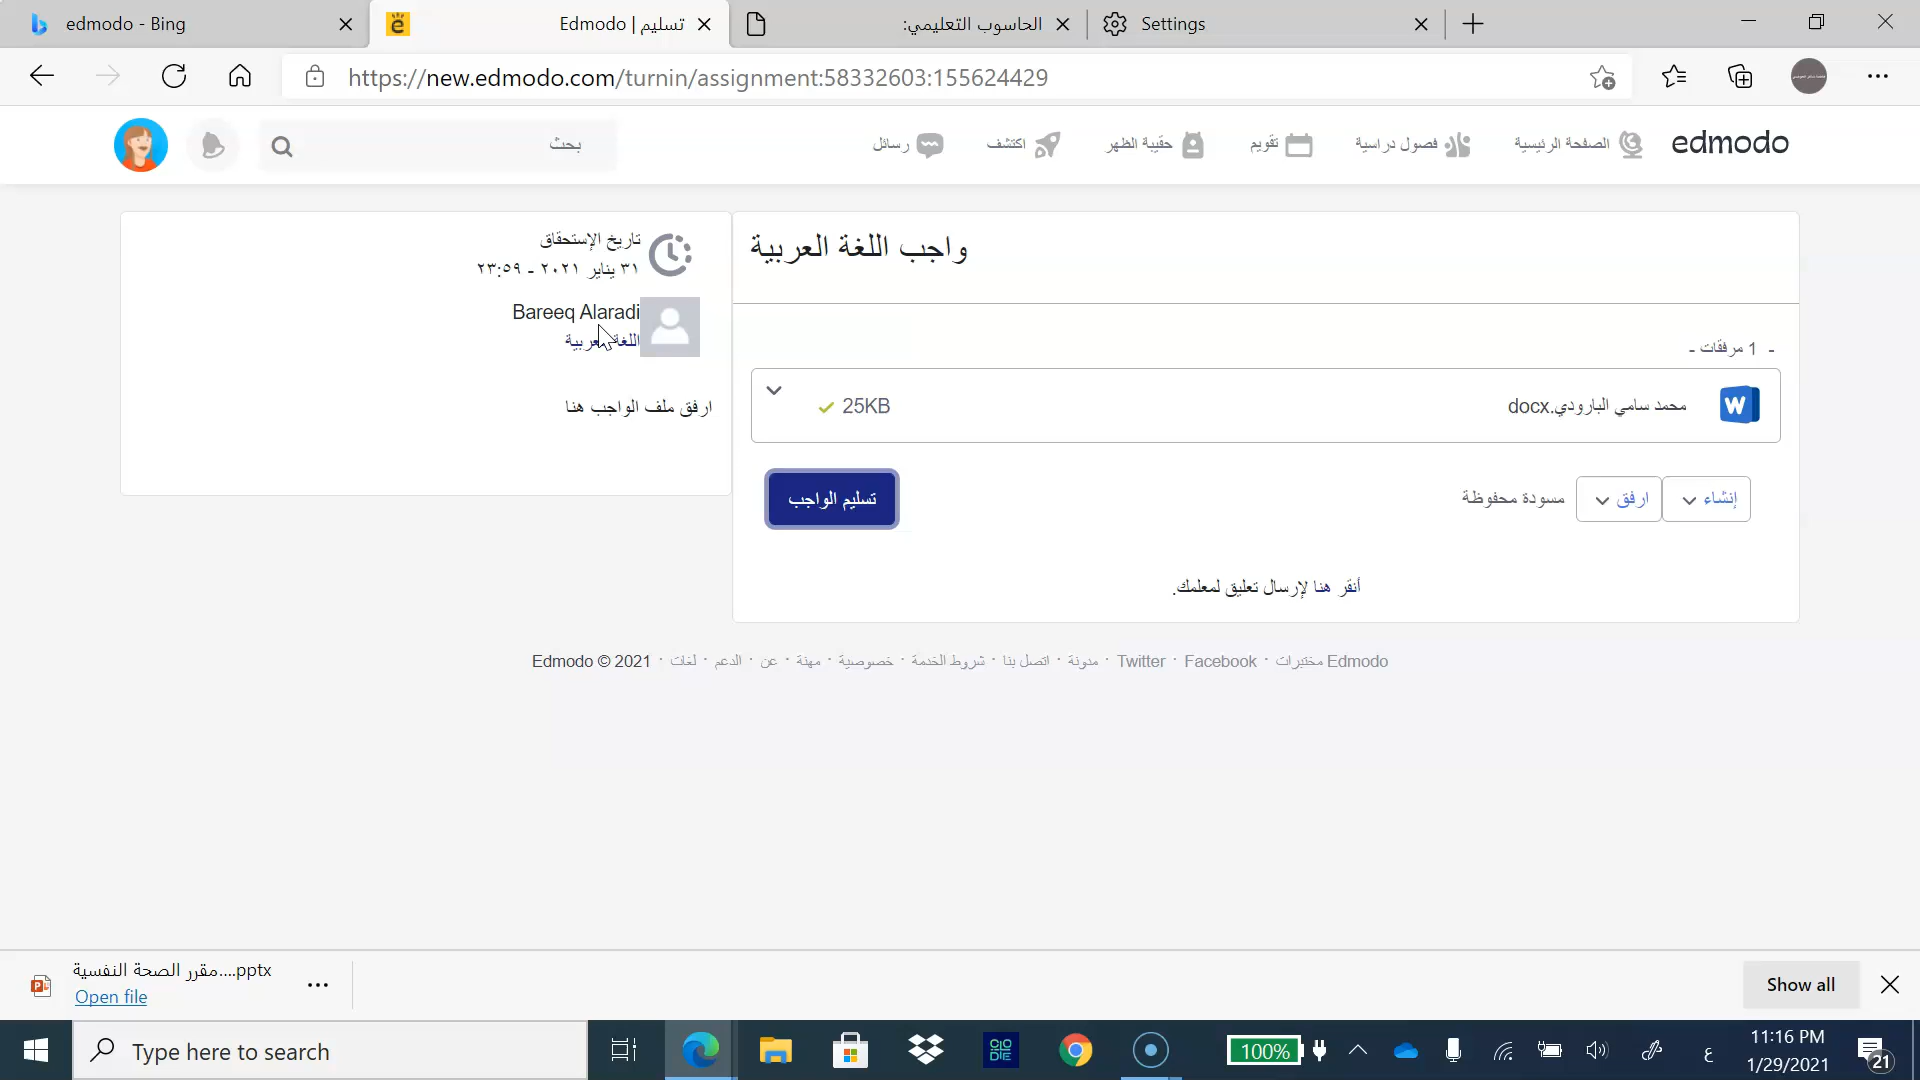 edmodo - Bing
تسليم | Edmodo
الحاسوب التعليمي:
Settings
https://new.edmodo.com/turnin/assignment:58332603:155624429
edmodo
الصفحة الرئيسية
فصول دراسية
تقويم
حقيبة الظهر
اكتشف
رسائل
بحث
واجب اللغة العربية
تاريخ الإستحقاق
٣١ يناير ٢٠٢١ - ٢٣:٥٩
Bareeq Alaradi
ارفق ملف الواجب هنا
- 1 مرفقات -
محمد سامي البارودي.docx
25KB
إنشاء
ارفق
مسودة محفوظة
تسليم الواجب
أنقر هنا لإرسال تعليق لمعلمك.
Edmodo © 2021 · لغات · الدعم · عن · مهنة · خصوصية · شروط الخدمة · اتصل بنا · مدونة · Twitter · Facebook · مختبرات Edmodo
مقرر الصحة النفسية....pptx
Open file
Show all
Type here to search
CODE
100%
ع
11:16 PM
1/29/2021
21